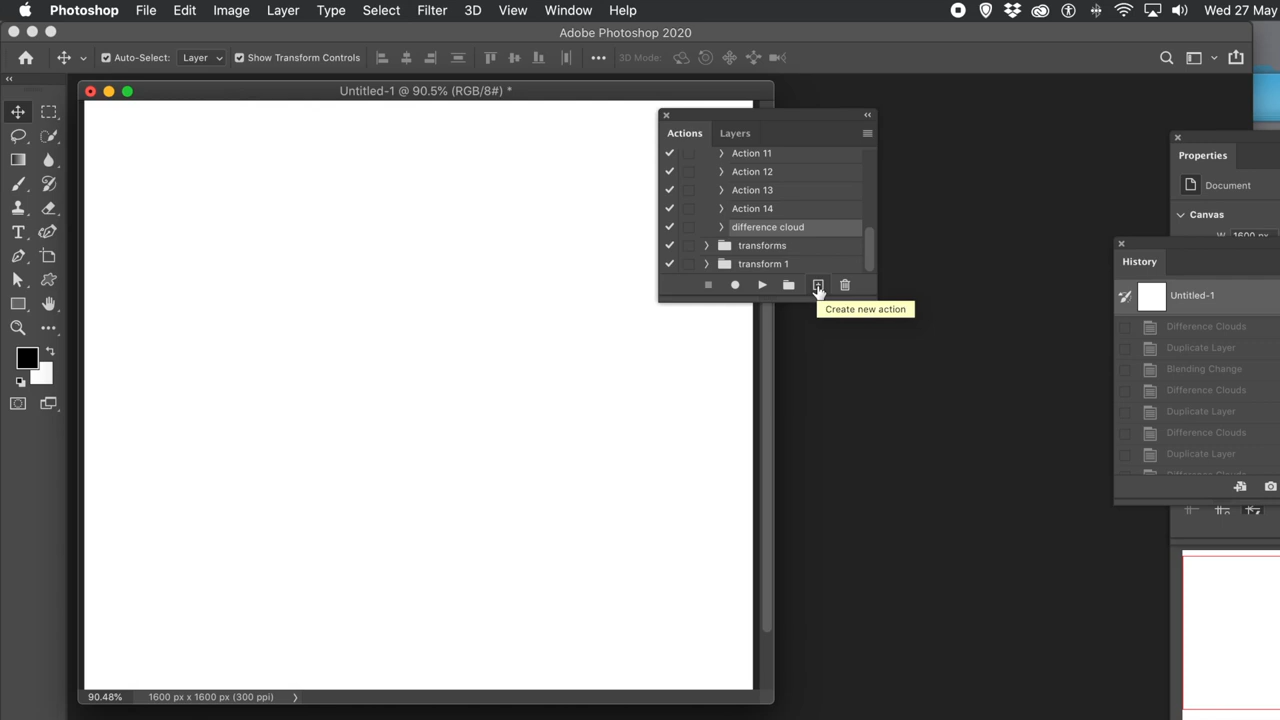 Photoshop File Edit Image Layer Type Select Filter 3D View Window Help Wed 27 May
Adobe Photoshop 2020
Auto-Select: Layer Show Transform Controls 3D Mode:
Untitled-1 @ 90.5% (RGB/8#) *
Actions Layers
Action 11
Action 12
Action 13
Action 14
difference cloud
transforms
transform 1
Create new action
Properties
Document
Canvas
W 1600 px
History
Untitled-1
Difference Clouds
Duplicate Layer
Blending Change
Difference Clouds
Duplicate Layer
Difference Clouds
Duplicate Layer
Difference Clouds
90.48% 1600 px x 1600 px (300 ppi)